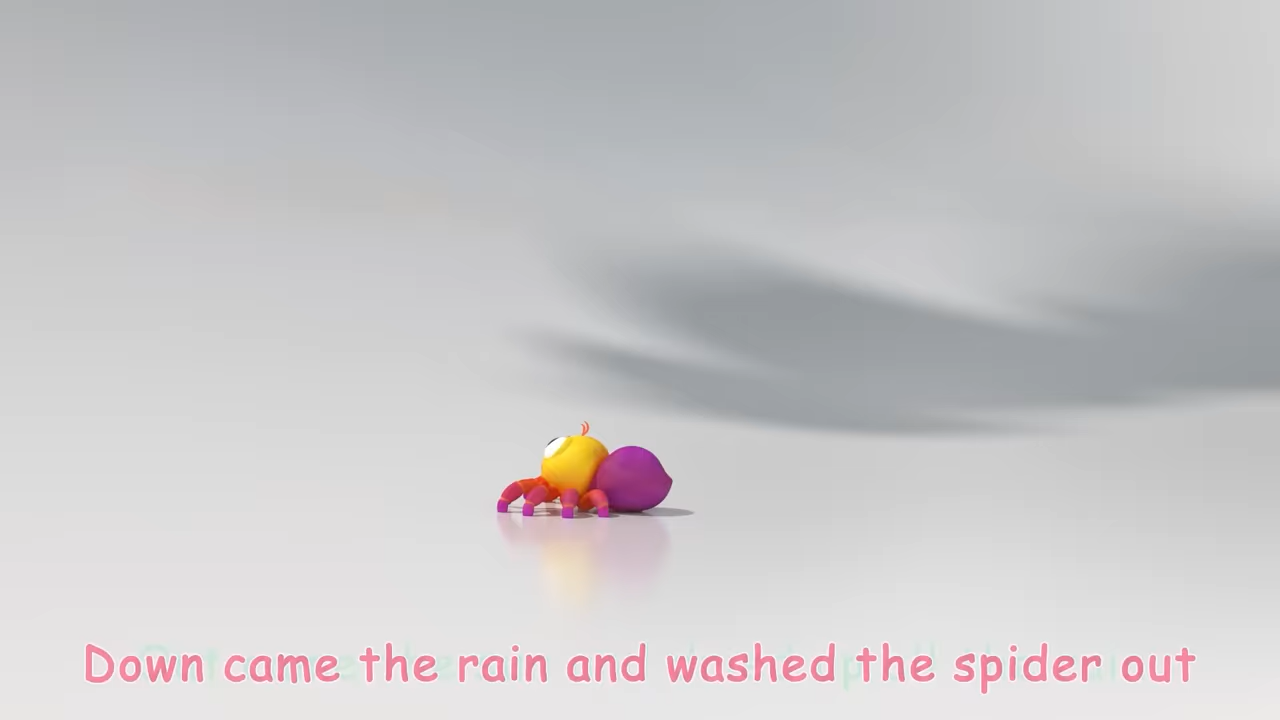 Down came the rain and washed the spider out